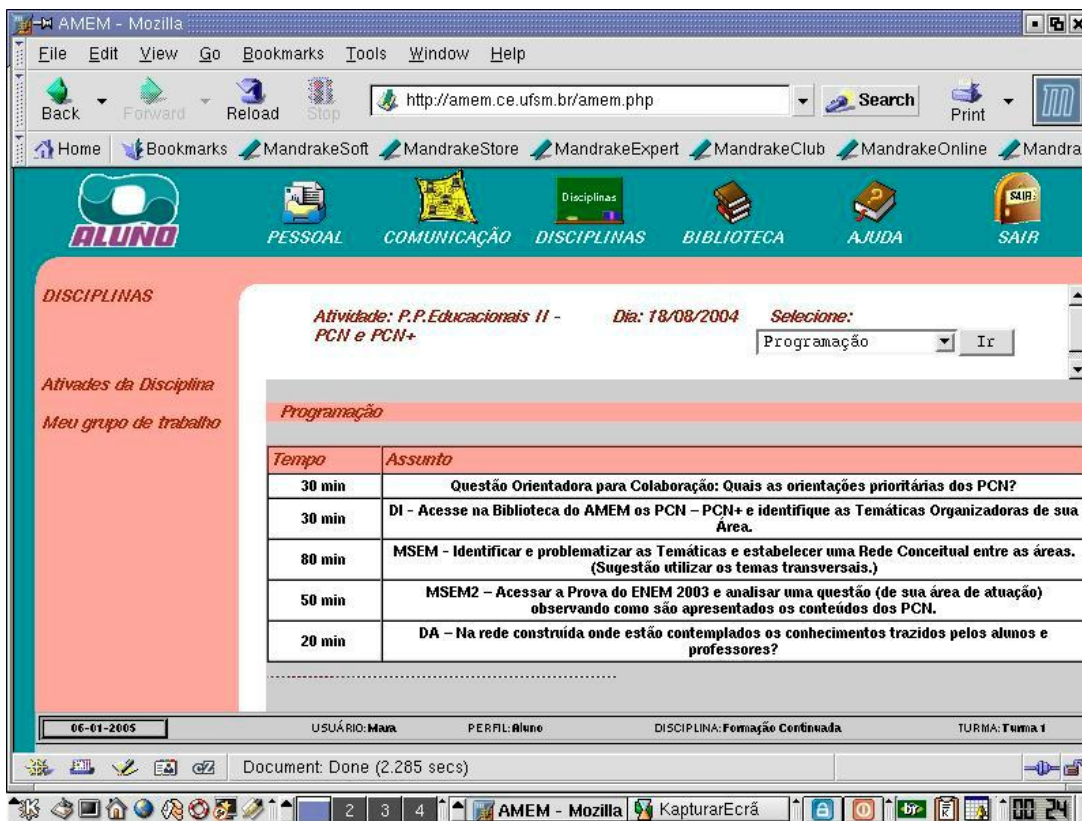 AMEM - Mozilla
File Edit View Go Bookmarks Tools Window Help
Back Forward Reload Stop http://amem.ce.ufsm.br/amem.php Search Print
Home Bookmarks MandrakeSoft MandrakeStore MandrakeExpert MandrakeClub MandrakeOnline Mandra
Disciplinas
SAIR
ALUNO PESSOAL COMUNICAÇÃO DISCIPLINAS BIBLIOTECA AJUDA SAIR
DISCIPLINAS
Ativades da Disciplina
Meu grupo de trabalho
Atividade: P.P.Educacionais II - Dia: 18/08/2004 Selecione:
PCN e PCN+ Programação Ir
Programação
Tempo Assunto
30 min Questão Orientadora para Colaboração: Quais as orientações prioritárias dos PCN?
30 min DI - Acesse na Biblioteca do AMEM os PCN – PCN+ e identifique as Temáticas Organizadoras de sua
Área.
80 min MSEM - Identificar e problematizar as Temáticas e estabelecer uma Rede Conceitual entre as áreas.
(Sugestão utilizar os temas transversais.)
50 min MSEM2 – Acessar a Prova do ENEM 2003 e analisar uma questão (de sua área de atuação)
observando como são apresentados os conteúdos dos PCN.
20 min DA – Na rede construída onde estão contemplados os conhecimentos trazidos pelos alunos e
professores?
06-01-2005 USUÁRIO: Mara PERFIL: Aluno DISCIPLINA: Formação Continuada TURMA: Turma 1
Document: Done (2.285 secs)
2 3 4 AMEM - Mozilla KapturarEcrã 00 24